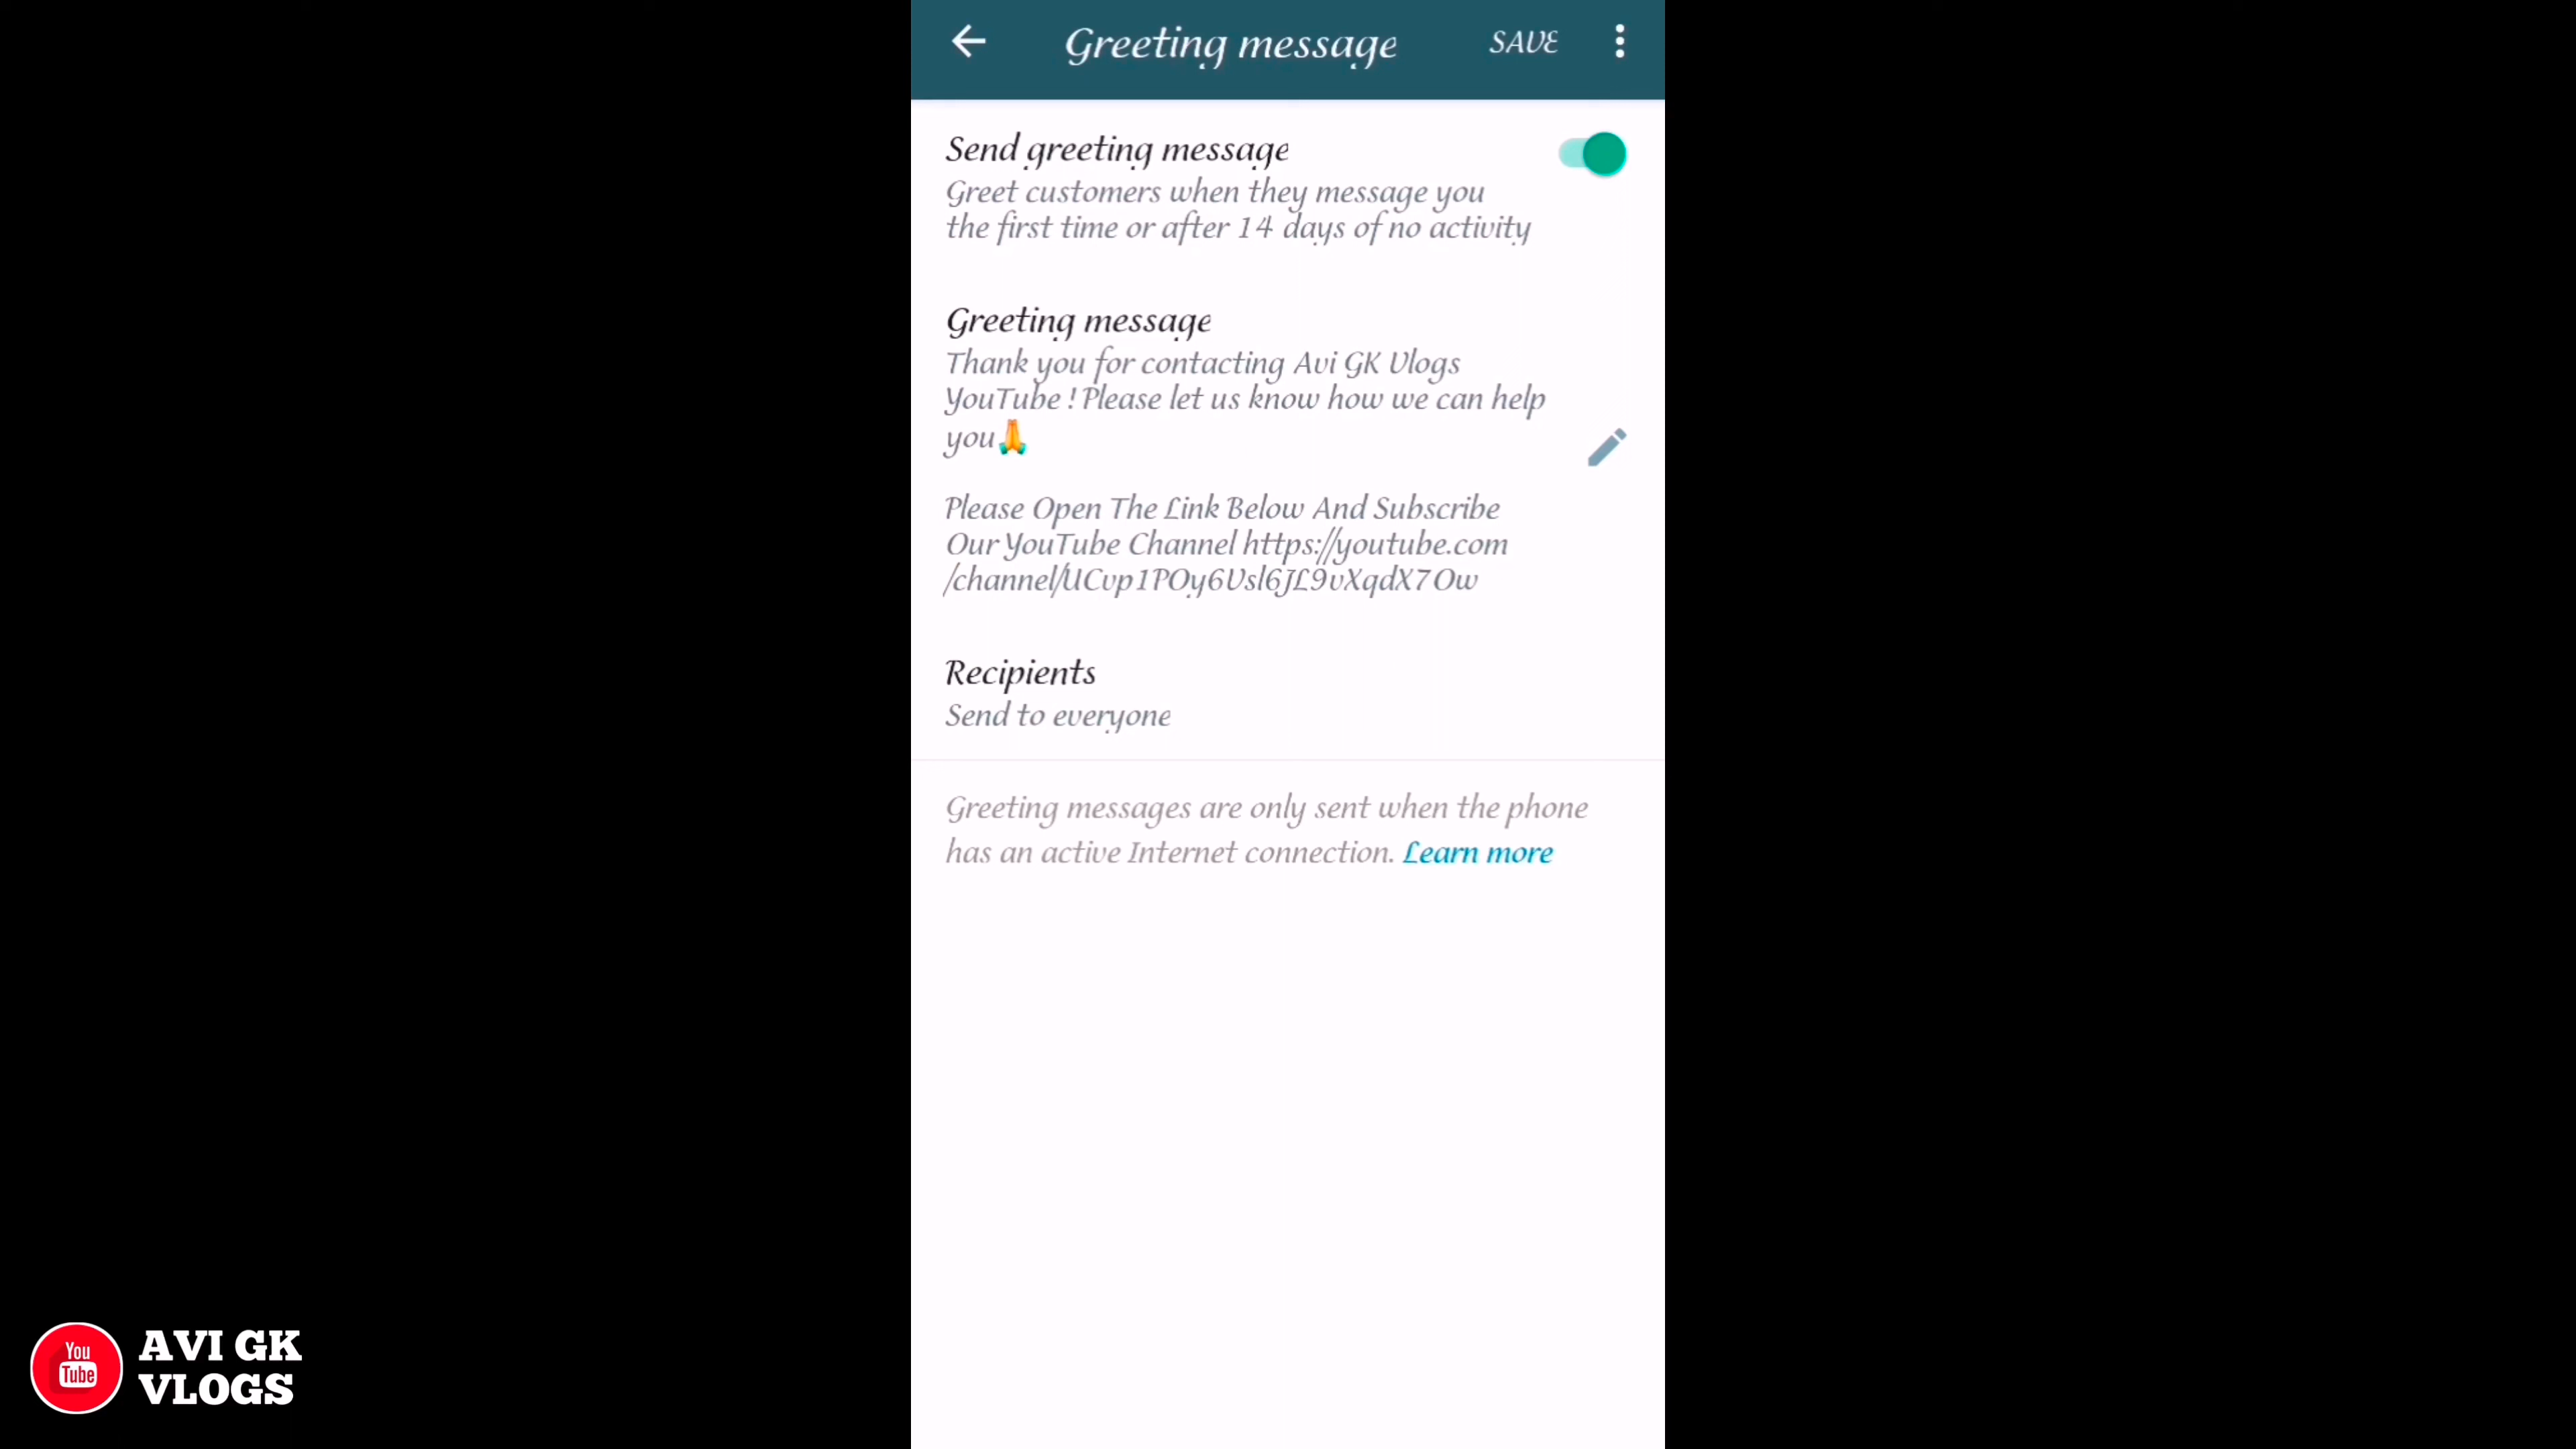 Greeting message SAVE
Send greeting message
Greet customers when they message you
the first time or after 14 days of no activity
Greeting message
Thank you for contacting Avi GK Vlogs
YouTube ! Please let us know how we can help
you🙏
Please Open The Link Below And Subscribe
Our YouTube Channel https://youtube.com
/channel/UCvp1POy6Vsl6JL9vXqdX7Ow
Recipients
Send to everyone
Greeting messages are only sent when the phone
has an active Internet connection. Learn more
You
Tube
AVI GK
VLOGS